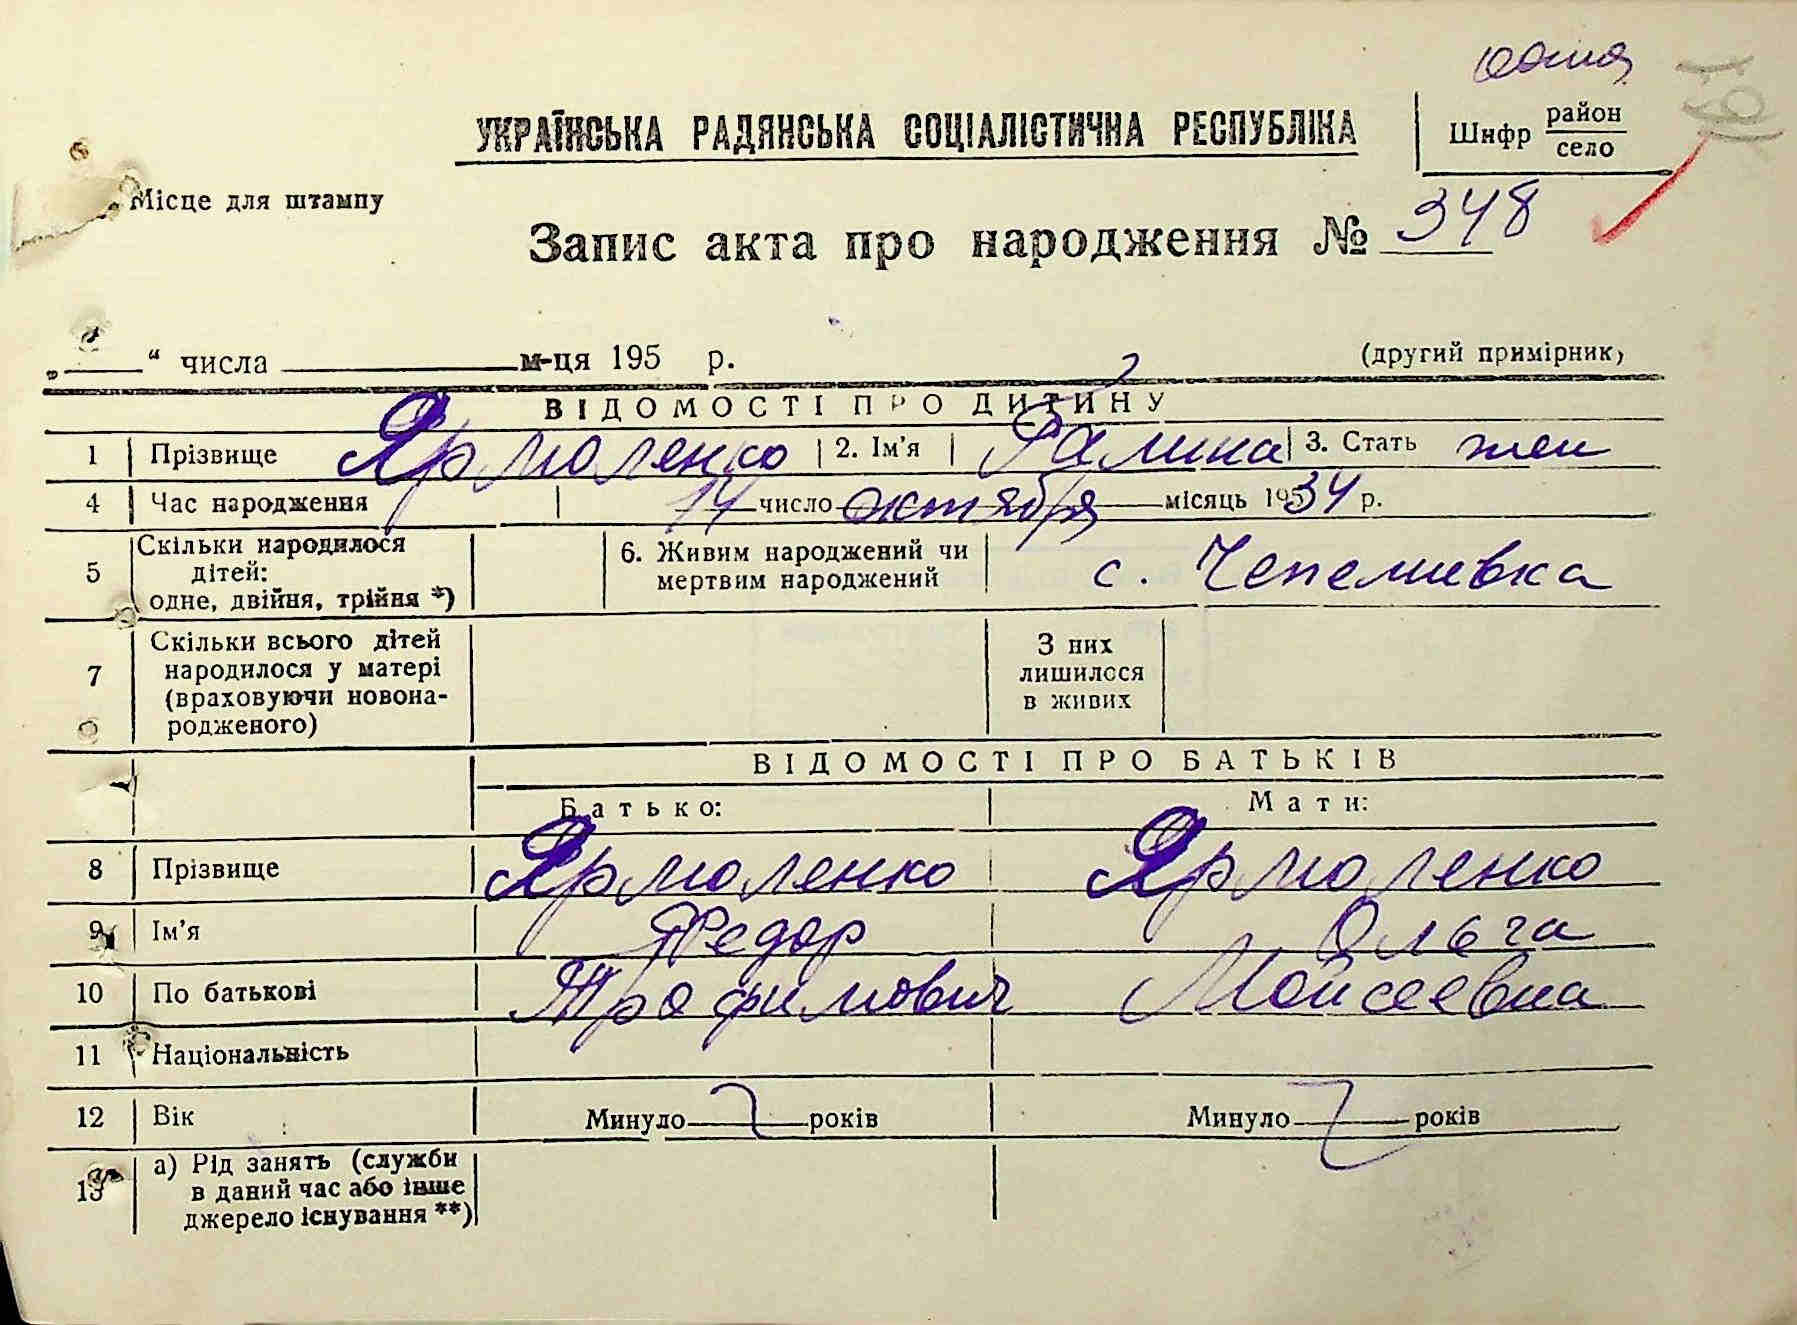 УКРАЇНСЬКА РАДЯНСЬКА СОЦІАЛІСТИЧНА РЕСПУБЛІКА
Шифр район
село
Місце для штампу
Запис акта про народження № 348
„ “ числа м-ця 195 р. (другий примірник)
ВІДОМОСТІ ПРО ДИТИНУ
1 Прізвище Ярмоленко 2. Ім’я Галина 3. Стать жен
4 Час народження 14 число октября місяць 1934 р.
5 Скільки народилося дітей: одне, двійня, трійня *) 6. Живим народжений чи мертвим народжений с. Чепелиевка
7 Скільки всього дітей народилося у матері (враховуючи новонародженого) З них лишилося в живих
ВІДОМОСТІ ПРО БАТЬКІВ
Батько: Мати:
8 Прізвище Ярмоленко Ярмоленко
9 Ім’я Федор Ольга
10 По батькові Трофимович Мойсеевна
11 Національність
12 Вік Минуло років Минуло років
13 а) Рід занять (служби в даний час або інше джерело існування **)